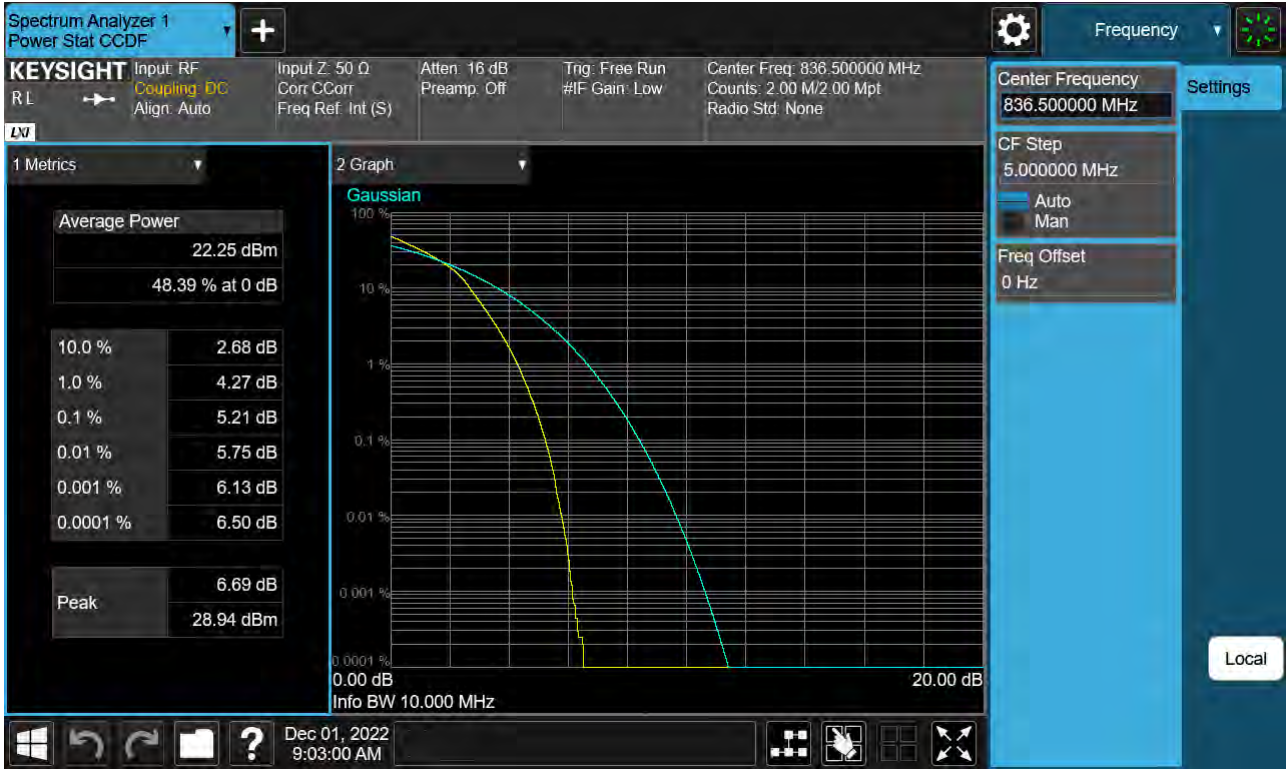 Spectrum Analyzer 1
Power Stat CCDF
Frequency
KEYSIGHT
R L
LXI
Input: RF
Coupling: DC
Align: Auto
Input Z: 50 Ω
Corr CCorr
Freq Ref: Int (S)
Atten: 16 dB
Preamp: Off
Trig: Free Run
#IF Gain: Low
Center Freq: 836.500000 MHz
Counts: 2.00 M/2.00 Mpt
Radio Std: None
Center Frequency
836.500000 MHz
Settings
CF Step
5.000000 MHz
Auto
Man
Freq Offset
0 Hz
Local
1 Metrics
Average Power
22.25 dBm
48.39 % at 0 dB
10.0 % 2.68 dB
1.0 % 4.27 dB
0.1 % 5.21 dB
0.01 % 5.75 dB
0.001 % 6.13 dB
0.0001 % 6.50 dB
Peak 6.69 dB
28.94 dBm
2 Graph
Gaussian
100 %
10 %
1 %
0.1 %
0.01 %
0.001 %
0.0001 %
0.00 dB 20.00 dB
Info BW 10.000 MHz
Dec 01, 2022
9:03:00 AM